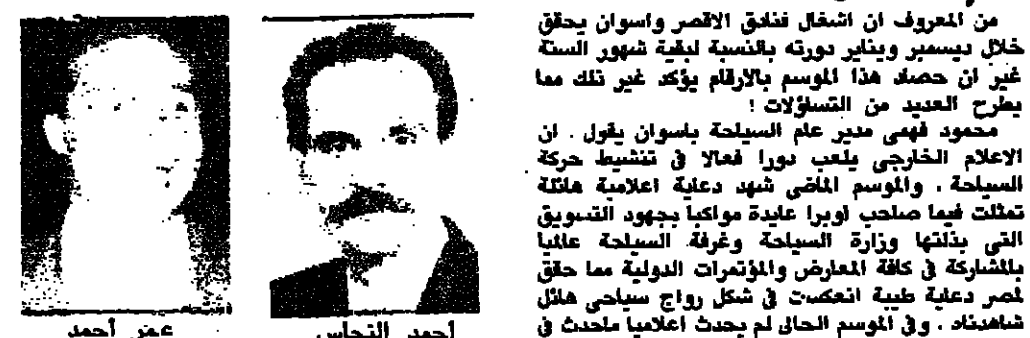 من المعروف ان اشغال فنادق الاقصر واسوان يحقق
خلال ديسمبر ويناير دورته بالنسبة لبقية شهور السنة
غير ان حصاد هذا الموسم بالارقام يؤكد غير ذلك مما
يطرح العديد من التساؤلات !
محمود فهمى مدير عام السياحة باسوان يقول . ان
الاعلام الخارجى يلعب دورا فعالا فى تنشيط حركة
السياحة . والموسم الماضى شهد دعاية اعلامية هائلة
تمثلت فيما صاحب اوبرا عايدة مواكبا بجهود التسويق
التى بذلتها وزارة السياحة وغرفة السياحة عالميا
بالمشاركة فى كافة المعارض والمؤتمرات الدولية مما حقق
لمصر دعاية طيبة انعكست فى شكل رواج سياحى هائل
شاهدناه . وفى الموسم الحالى لم يحدث اعلاميا ماحدث فى
أحمد النحاس
عمر أحمد